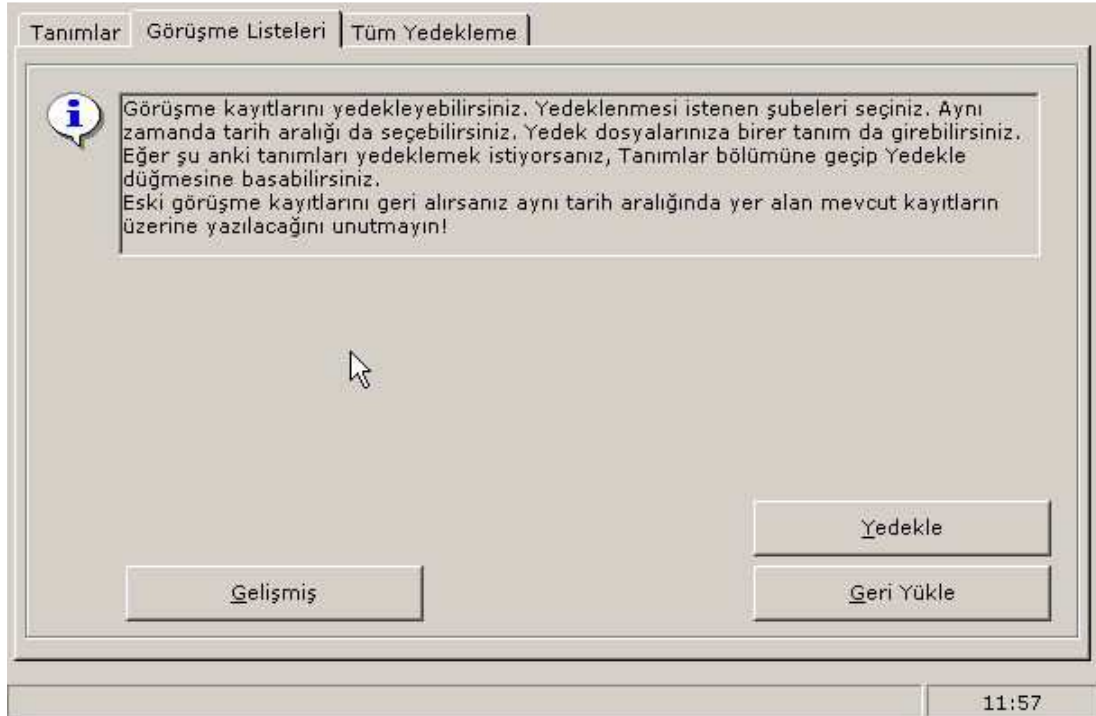 Tanımlar Görüşme Listeleri Tüm Yedekleme
Görüşme kayıtlarını yedekleyebilirsiniz. Yedeklenmesi istenen şubeleri seçiniz. Aynı
zamanda tarih aralığı da seçebilirsiniz. Yedek dosyalarınıza birer tanım da girebilirsiniz.
Eğer şu anki tanımları yedeklemek istiyorsanız, Tanımlar bölümüne geçip Yedekle
düğmesine basabilirsiniz.
Eski görüşme kayıtlarını geri alırsanız aynı tarih aralığında yer alan mevcut kayıtların
üzerine yazılacağını unutmayın!
Yedekle
Gelişmiş Geri Yükle
11:57